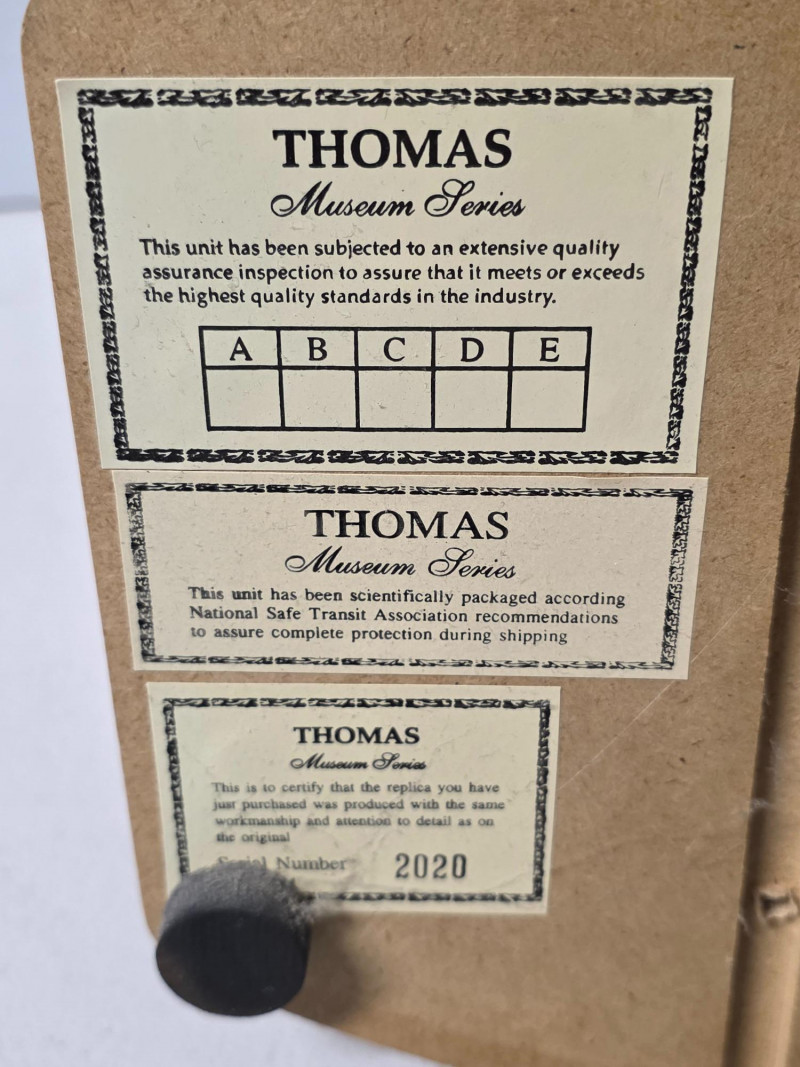 THOMAS
Museum Series
This unit has been subjected to an extensive quality
assurance inspection to assure that it meets or exceeds
the highest quality standards in the industry.
A B C D E
THOMAS
Museum Series
This unit has been scientifically packaged according
National Safe Transit Association recommendations
to assure complete protection during shipping
THOMAS
Museum Series
This is to certify that the replica you have
just purchased was produced with the same
workmanship and attention to detail as on
the original
Serial Number 2020